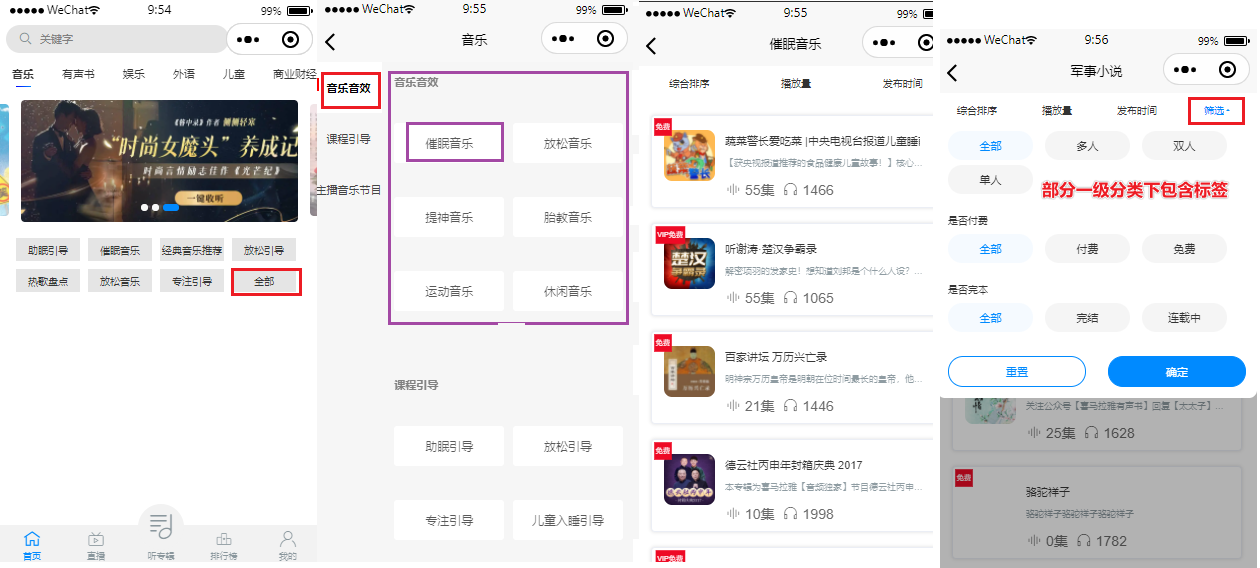 WeChat 9:54 99%
关键字
音乐 有声书 娱乐 外语 儿童 商业财经
《特中录》作者 侧侧轻寒
“时尚女魔头”养成记
时尚言情励志佳作《光芒纪》
一键收听
助眠引导 催眠音乐 经典音乐推荐 放松引导
热歌盘点 放松音乐 专注引导 全部
首页 直播 听专辑 排行榜 我的
WeChat 9:55 99%
音乐
音乐音效
课程引导
主播音乐节目
音乐音效
催眠音乐 放松音乐
提神音乐 胎教音乐
运动音乐 休闲音乐
课程引导
助眠引导 放松引导
专注引导 儿童入睡引导
WeChat 9:55 99%
催眠音乐
综合排序 播放量 发布时间
免费
蔬菜警长爱吃菜 |中央电视台报道儿童睡
【获央视报道推荐的食品健康儿童故事！】核心...
55集 1466
VIP免费
楚汉争霸录
听谢涛·楚汉争霸录
解密项羽的发家史！想知道刘邦是个什么人设？...
55集 1065
免费
百家讲坛 万历兴亡录
明神宗万历皇帝是明朝在位时间最长的皇帝，他...
21集 1446
免费
德云社丙申年封箱庆典 2017
本专辑为喜马拉雅【音频独家】节目德云社丙申...
10集 1998
VIP免费
WeChat 9:56 99%
军事小说
综合排序 播放量 发布时间 筛选
全部 多人 双人
单人
部分一级分类下包含标签
是否付费
全部 付费 免费
是否完本
全部 完结 连载中
重置 确定
关注公众号【喜马拉雅有声书】回复【太太子】...
25集 1628
免费
骆驼祥子
骆驼祥子骆驼祥子骆驼祥子
0集 1782